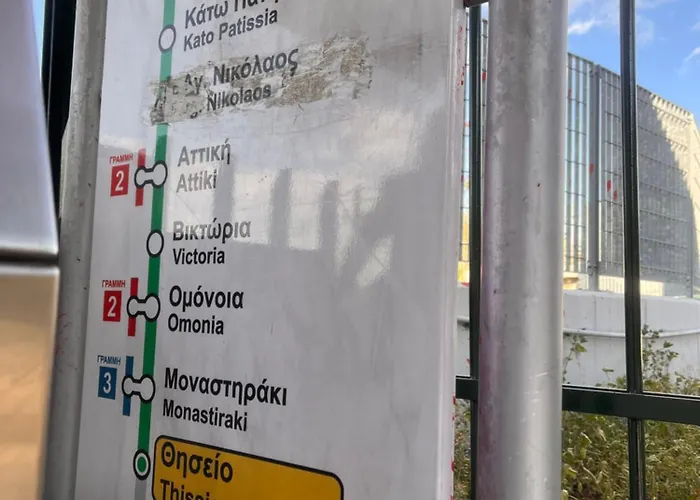 Κάτω
Kato Patissia
Αγ. Νικόλαος
Nikolaos
ΓΡΑΜΜΗ
2
Αττική
Attiki
Βικτώρια
Victoria
ΓΡΑΜΜΗ
2
Ομόνοια
Omonia
ΓΡΑΜΜΗ
3
Μοναστηράκι
Monastiraki
Θησείο